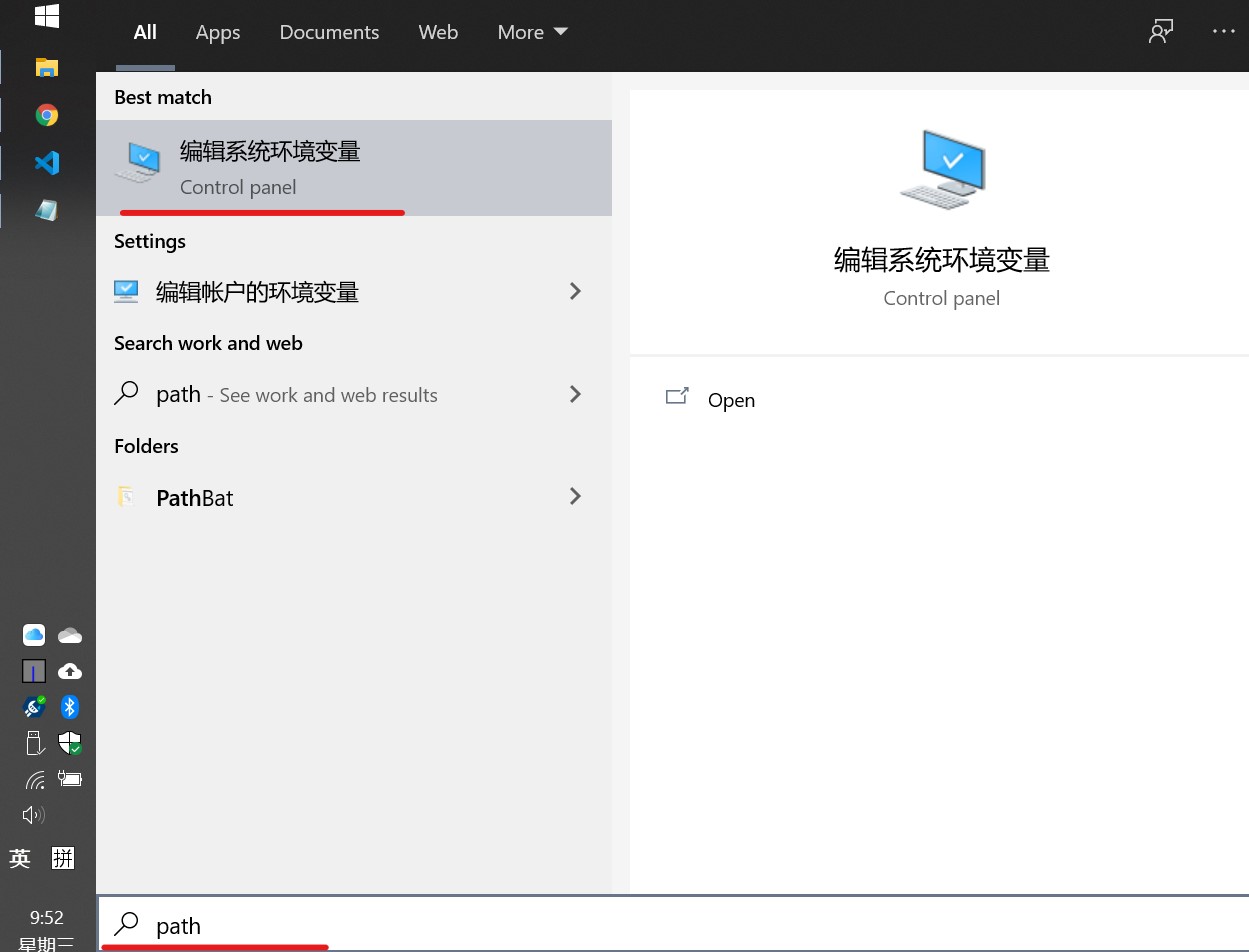 All Apps Documents Web More
Best match
编辑系统环境变量
Control panel
Settings
编辑帐户的环境变量
Search work and web
path - See work and web results
Folders
PathBat
编辑系统环境变量
Control panel
Open
英 拼
9:52
星期三
path